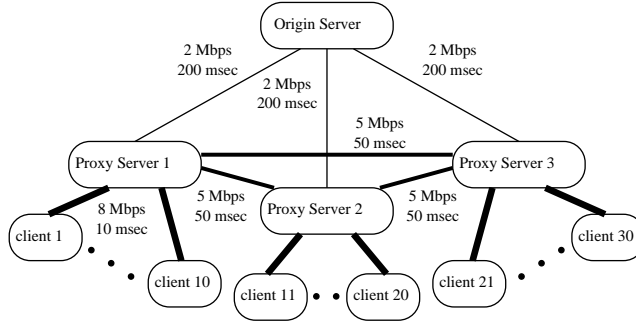 Origin Server
2 Mbps
200 msec
2 Mbps
200 msec
2 Mbps
200 msec
5 Mbps
50 msec
Proxy Server 1
Proxy Server 3
8 Mbps
10 msec
5 Mbps
50 msec
Proxy Server 2
5 Mbps
50 msec
client 1
client 10
client 11
client 20
client 21
client 30